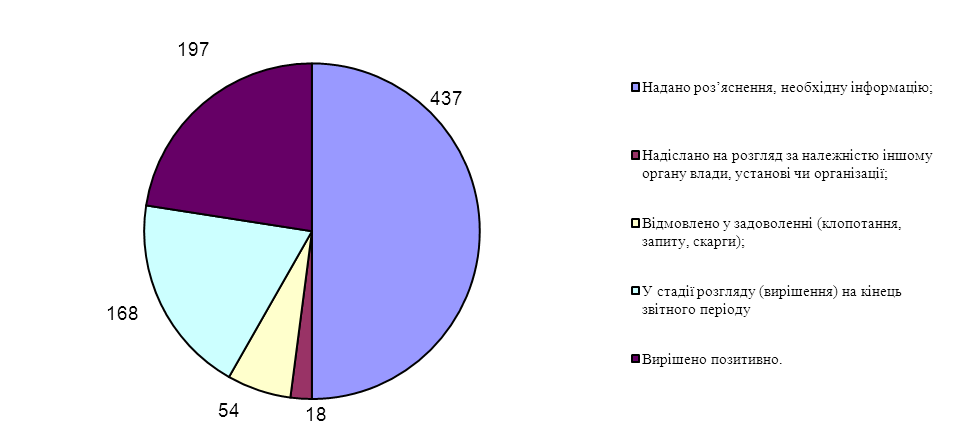 197
437
168
54
18
Надано роз’яснення, необхідну інформацію;
Надіслано на розгляд за належністю іншому
органу влади, установі чи організації;
Відмовлено у задоволенні (клопотання,
запиту, скарги);
У стадії розгляду (вирішення) на кінець
звітного періоду
Вирішено позитивно.